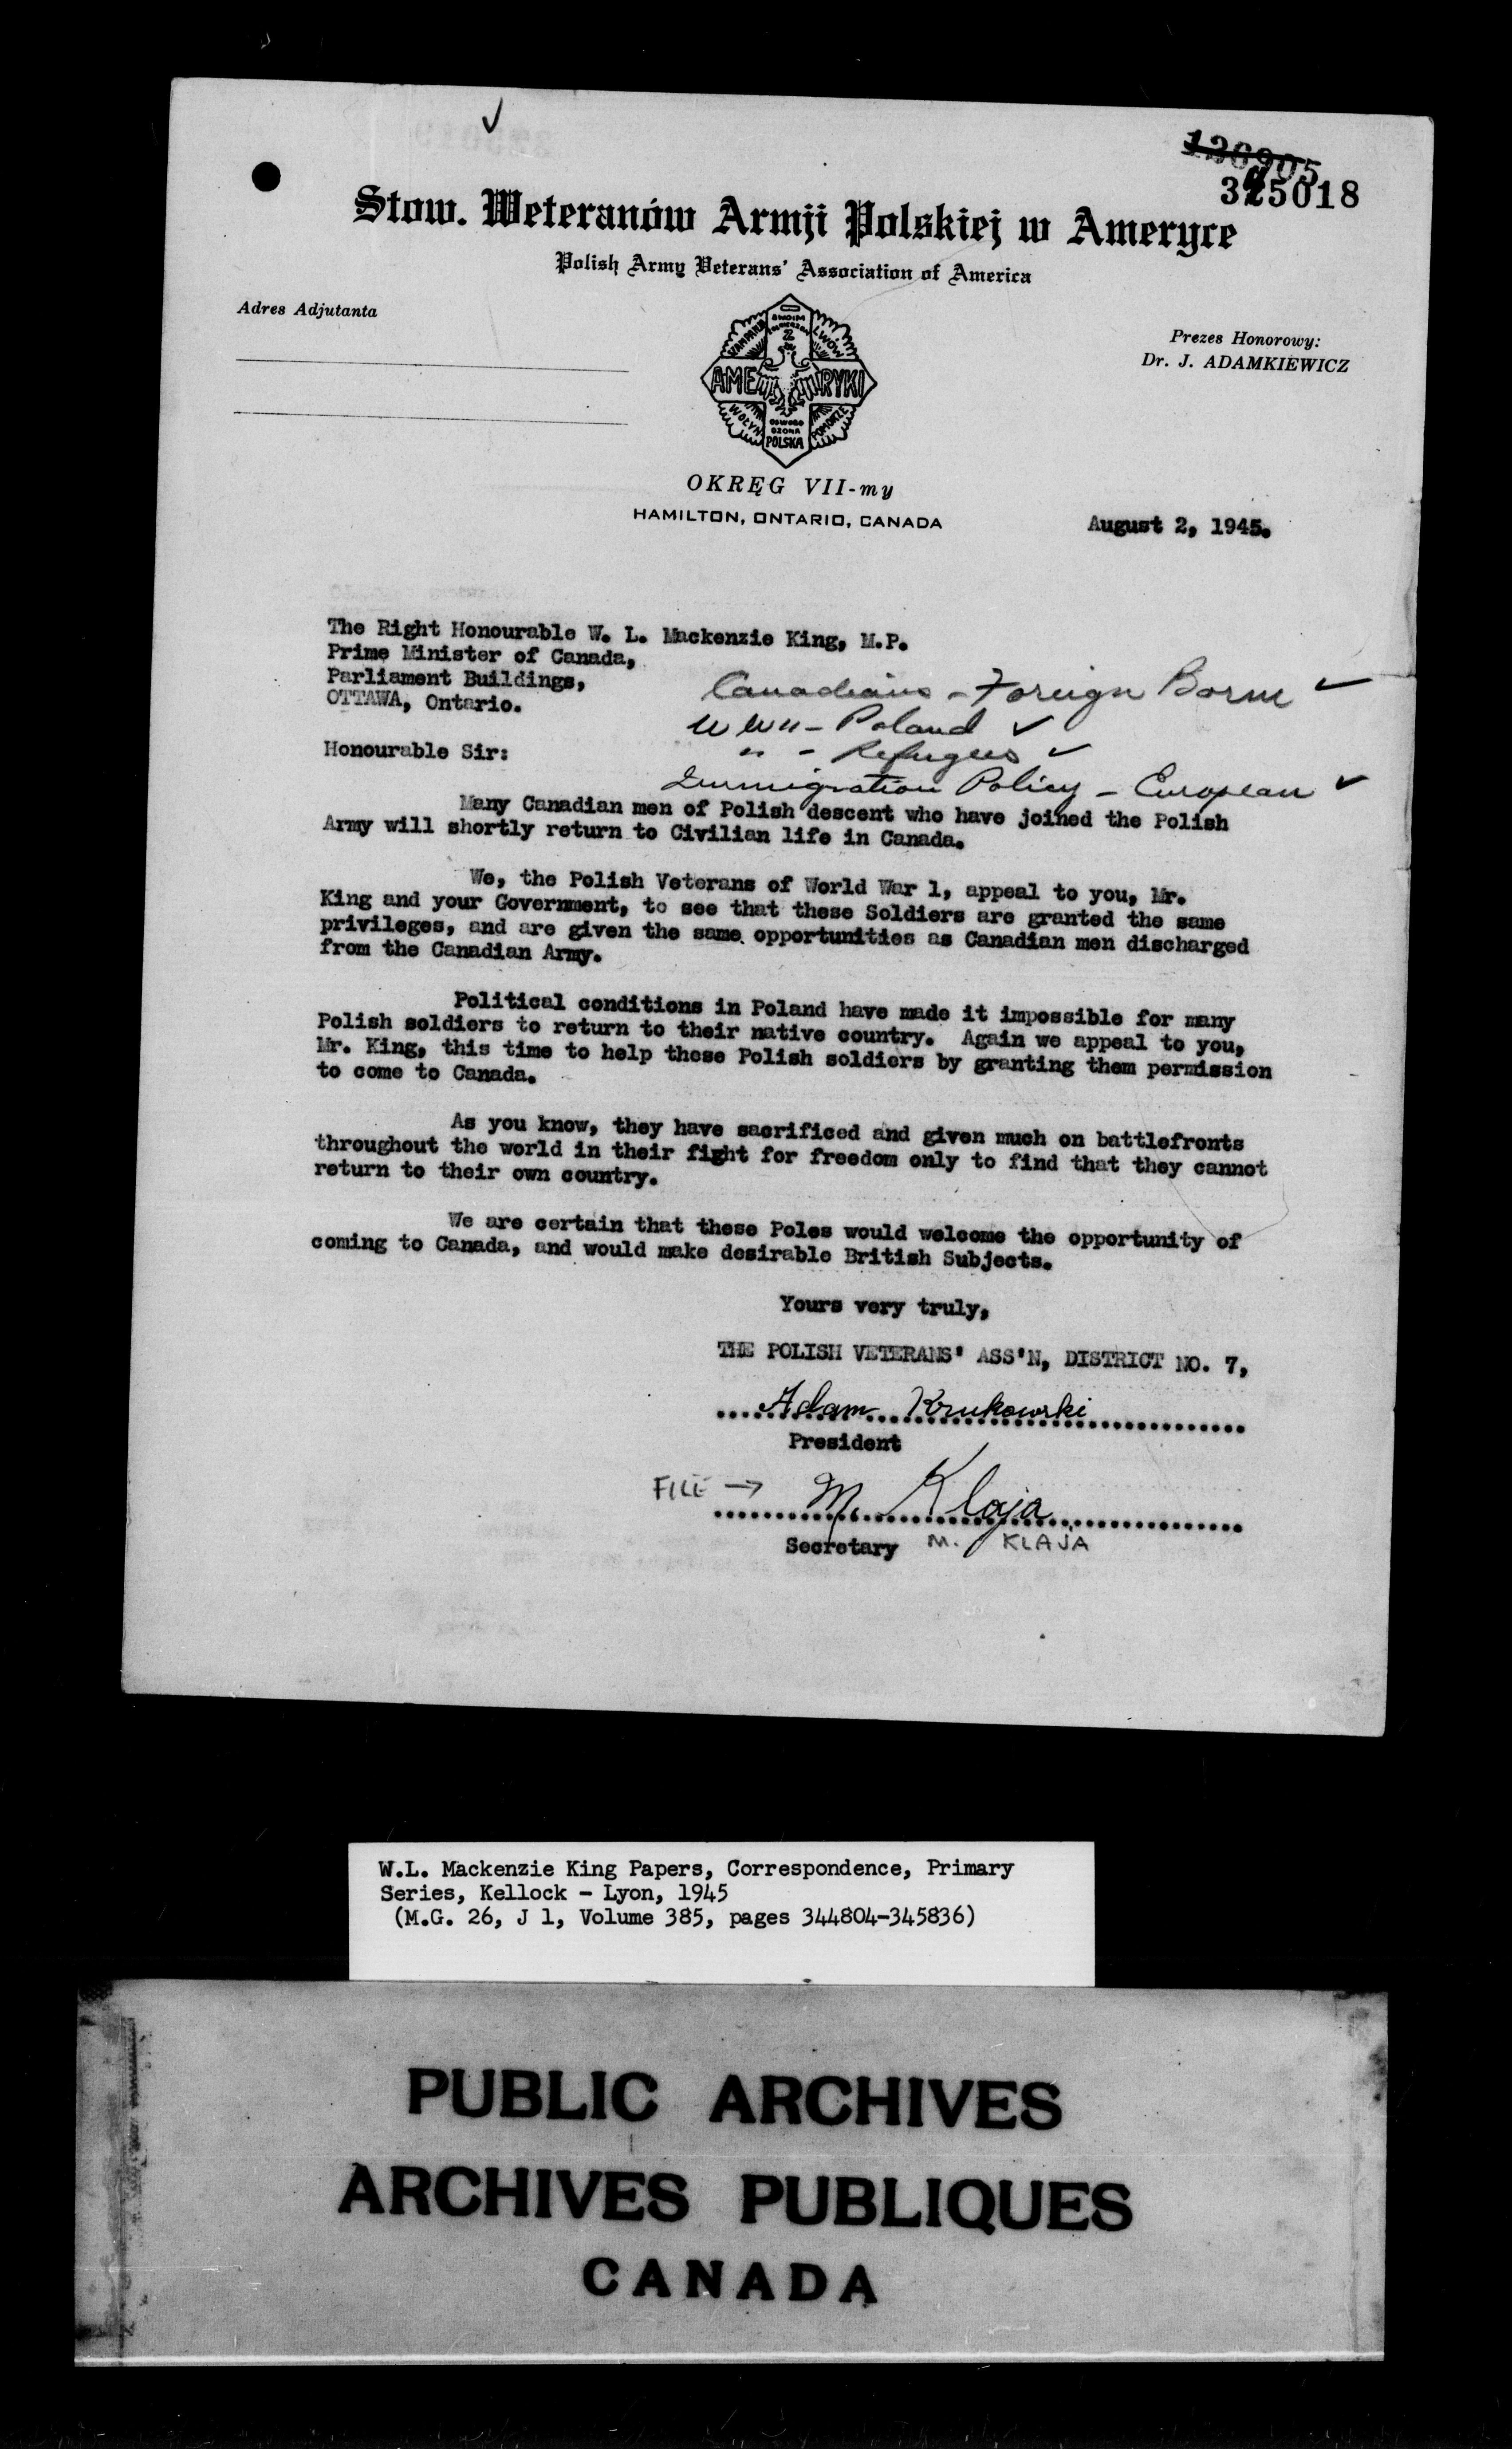 325018
Stow. Weteranów Armji Polskiej w Ameryce
Polish Army Veterans' Association of America
Adres Adjutanta
Prezes Honorowy:
Dr. J. ADAMKIEWICZ
SWOIM
LWÓW
AMERYKI
WOŁYŃ
POMORZE
OSWOBO
DZONA
POLSKA
OKRĘG VII-my
HAMILTON, ONTARIO, CANADA
August 2, 1945.
The Right Honourable W. L. Mackenzie King, M.P.
Prime Minister of Canada,
Parliament Buildings,
OTTAWA, Ontario.
Canadians - Foreign Born ✓
WWII - Poland ✓
" - Refugees ✓
Immigration Policy - European ✓
Honourable Sir:
Many Canadian men of Polish descent who have joined the Polish
Army will shortly return to Civilian life in Canada.
We, the Polish Veterans of World War 1, appeal to you, Mr.
King and your Government, to see that these Soldiers are granted the same
privileges, and are given the same opportunities as Canadian men discharged
from the Canadian Army.
Political conditions in Poland have made it impossible for many
Polish soldiers to return to their native country. Again we appeal to you,
Mr. King, this time to help these Polish soldiers by granting them permission
to come to Canada.
As you know, they have sacrificed and given much on battlefronts
throughout the world in their fight for freedom only to find that they cannot
return to their own country.
We are certain that these Poles would welcome the opportunity of
coming to Canada, and would make desirable British Subjects.
Yours very truly,
THE POLISH VETERANS' ASS'N, DISTRICT NO. 7,
Adam Krukowski
President
FILE → M. Klaja
Secretary M. KLAJA
W.L. Mackenzie King Papers, Correspondence, Primary
Series, Kellock - Lyon, 1945
(M.G. 26, J 1, Volume 385, pages 344804-345836)
PUBLIC ARCHIVES
ARCHIVES PUBLIQUES
CANADA